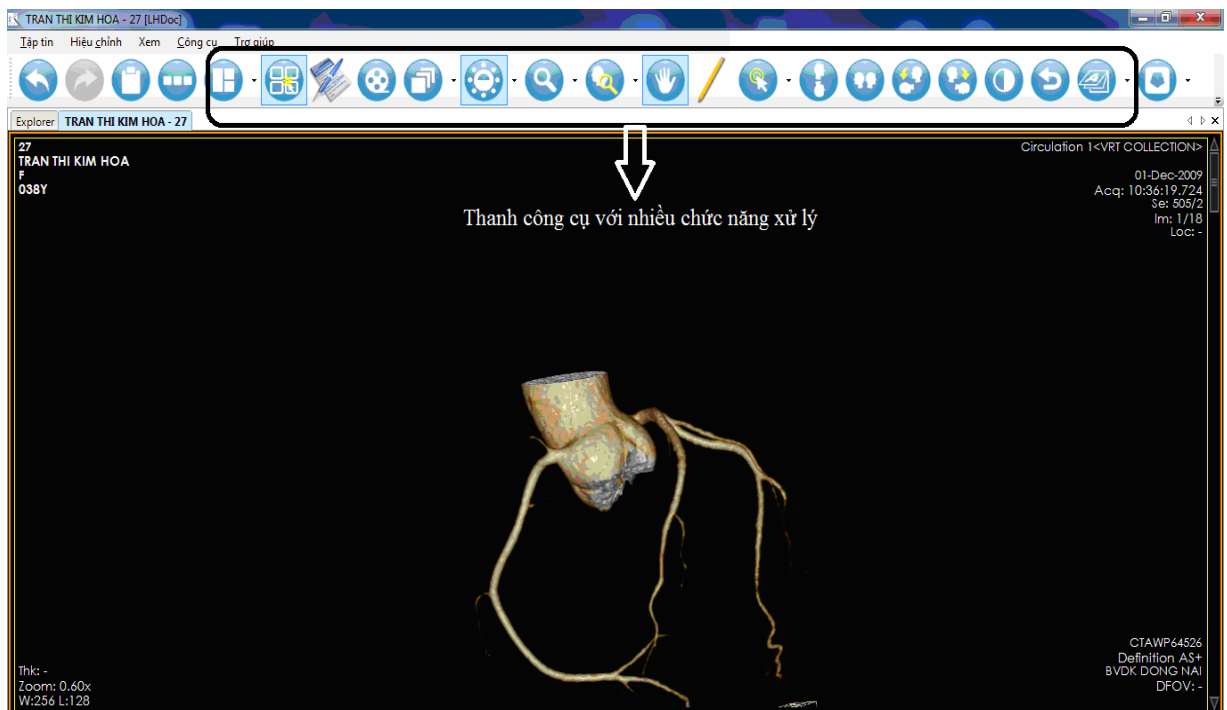 TRAN THI KIM HOA - 27 [LHDoc]
Tập tin Hiệu chỉnh Xem Công cụ Trợ giúp
Explorer TRAN THI KIM HOA - 27
27
TRAN THI KIM HOA
F
038Y
Circulation 1<VRT COLLECTION>
01-Dec-2009
Acq: 10:36:19.724
Se: 505/2
Im: 1/18
Loc: -
Thanh công cụ với nhiều chức năng xử lý
Thk: -
Zoom: 0.60x
W:256 L:128
CTAWP64526
Definition AS+
BVDK DONG NAI
DFOV: -